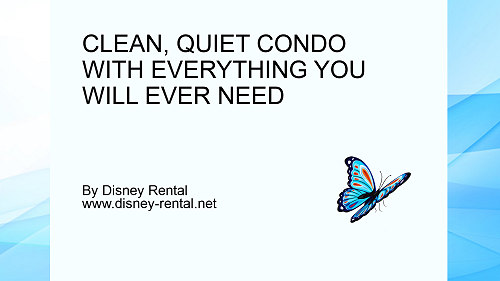 CLEAN, QUIET CONDO
WITH EVERYTHING YOU
WILL EVER NEED
By Disney Rental
www.disney-rental.net